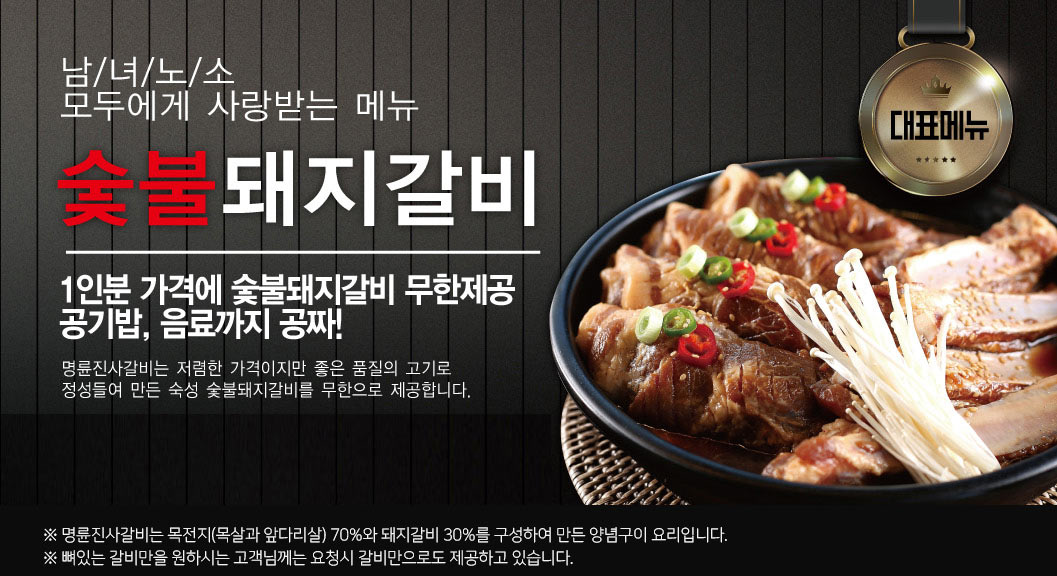 남/녀/노/소
모두에게 사랑받는 메뉴
숯불돼지갈비
1인분 가격에 숯불돼지갈비 무한제공
공기밥, 음료까지 공짜!
명륜진사갈비는 저렴한 가격이지만 좋은 품질의 고기로
정성들여 만든 숙성 숯불돼지갈비를 무한으로 제공합니다.
대표메뉴
※ 명륜진사갈비는 목전지(목살과 앞다리살) 70%와 돼지갈비 30%를 구성하여 만든 양념구이 요리입니다.
※ 뼈있는 갈비만을 원하시는 고객님께는 요청시 갈비만으로도 제공하고 있습니다.